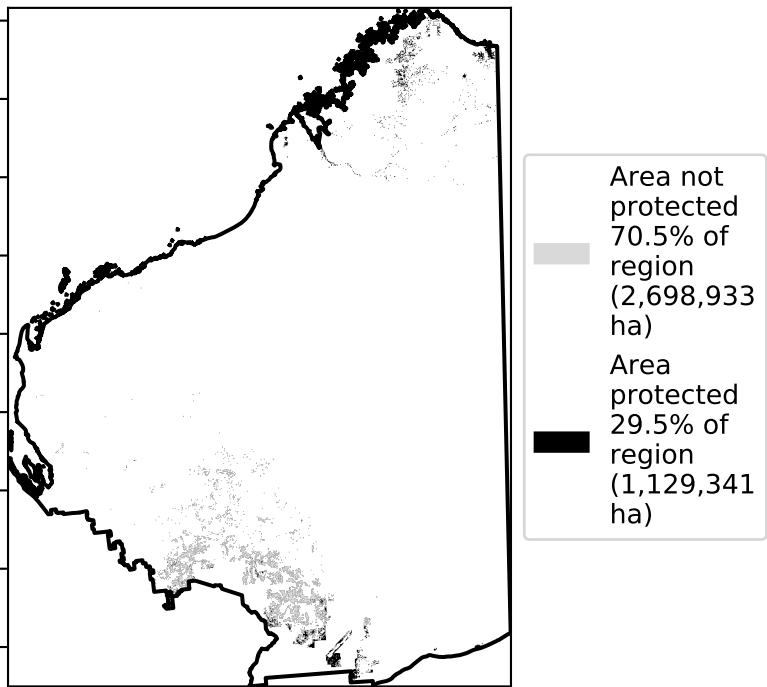 Area not
protected
70.5% of
region
(2,698,933
ha)
Area
protected
29.5% of
region
(1,129,341
ha)